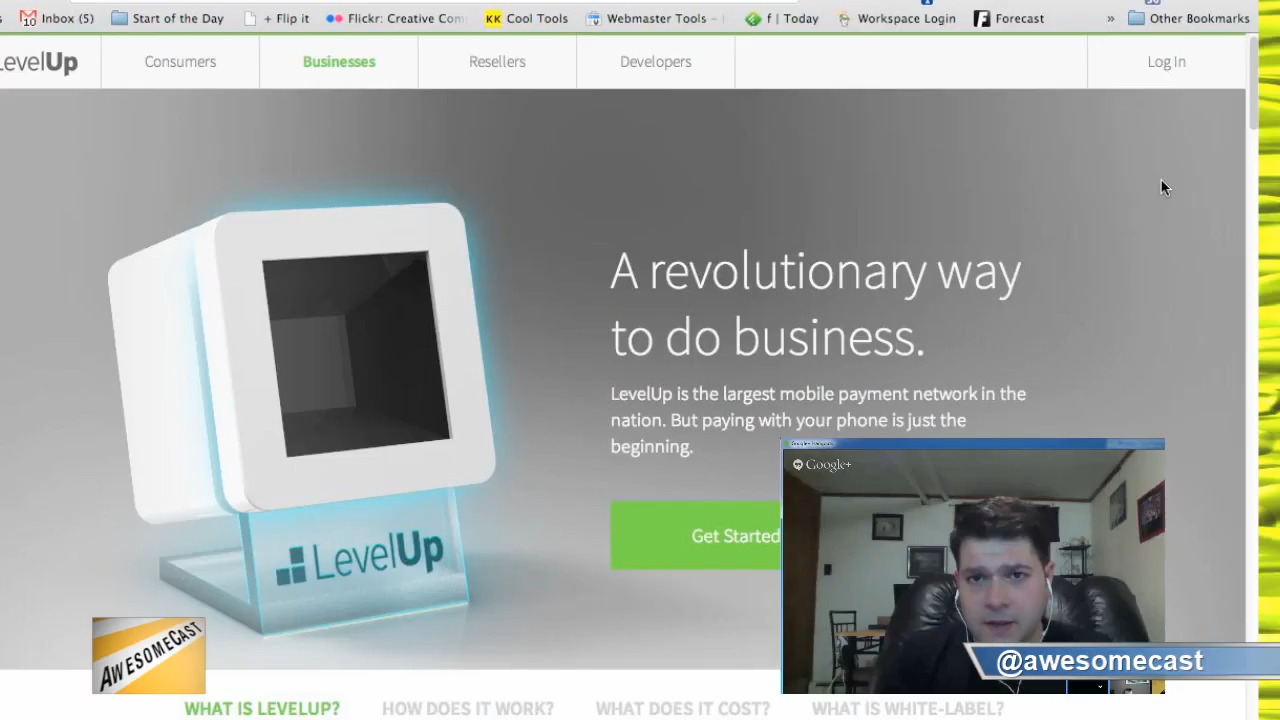 Inbox (5)
Start of the Day
+ Flip it
Flickr: Creative Com
KK Cool Tools
Webmaster Tools -
f | Today
Workspace Login
Forecast
»
Other Bookmarks
10
LevelUp
Consumers
Businesses
Resellers
Developers
Log In
A revolutionary way
to do business.
LevelUp is the largest mobile payment network in the
nation. But paying with your phone is just the
beginning.
Get Started
LevelUp
Google+
AWESOMECAST
@awesomecast
WHAT IS LEVELUP?
HOW DOES IT WORK?
WHAT DOES IT COST?
WHAT IS WHITE-LABEL?